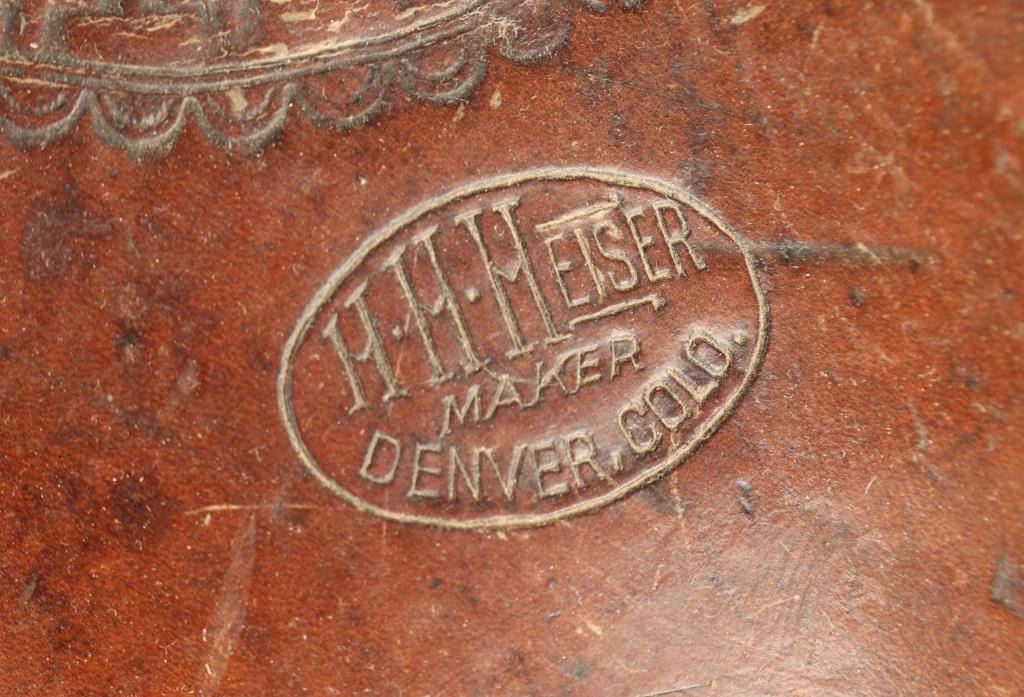 H·H·HEISER
MAKER
DENVER, COLO.